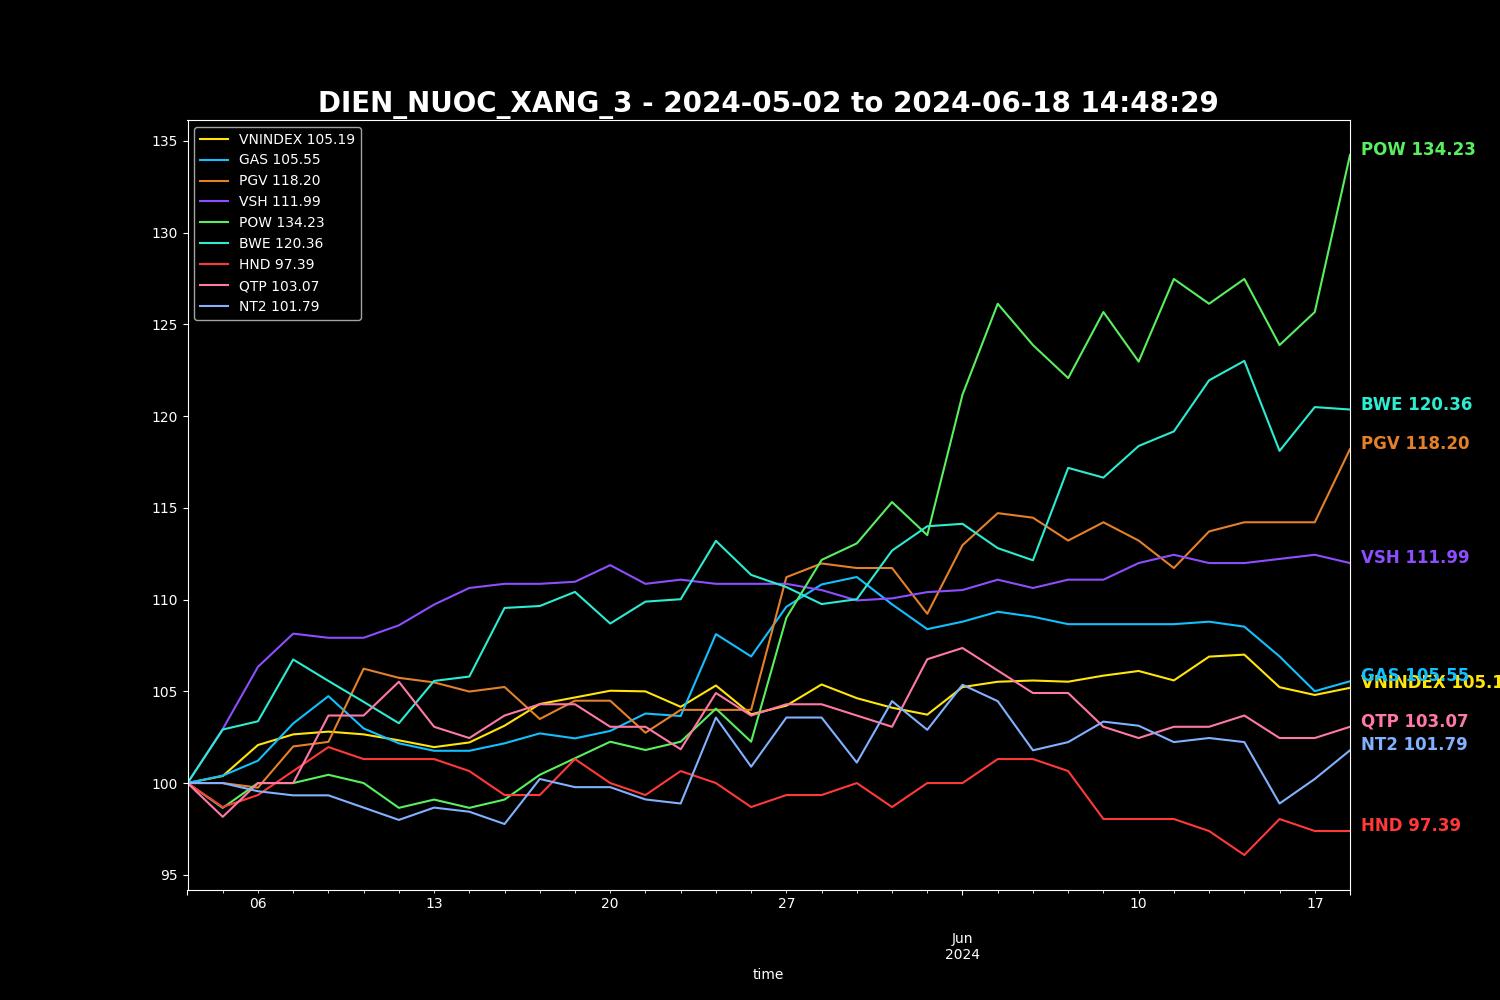 DIEN_NUOC_XANG_3 - 2024-05-02 to 2024-06-18 14:48:29
VNINDEX 105.19
GAS 105.55
PGV 118.20
VSH 111.99
POW 134.23
BWE 120.36
HND 97.39
QTP 103.07
NT2 101.79
135
130
125
120
115
110
105
100
95
POW 134.23
BWE 120.36
PGV 118.20
VSH 111.99
GAS 105.55
VNINDEX 105.1
QTP 103.07
NT2 101.79
HND 97.39
06 13 20 27 10 17
Jun
2024
time